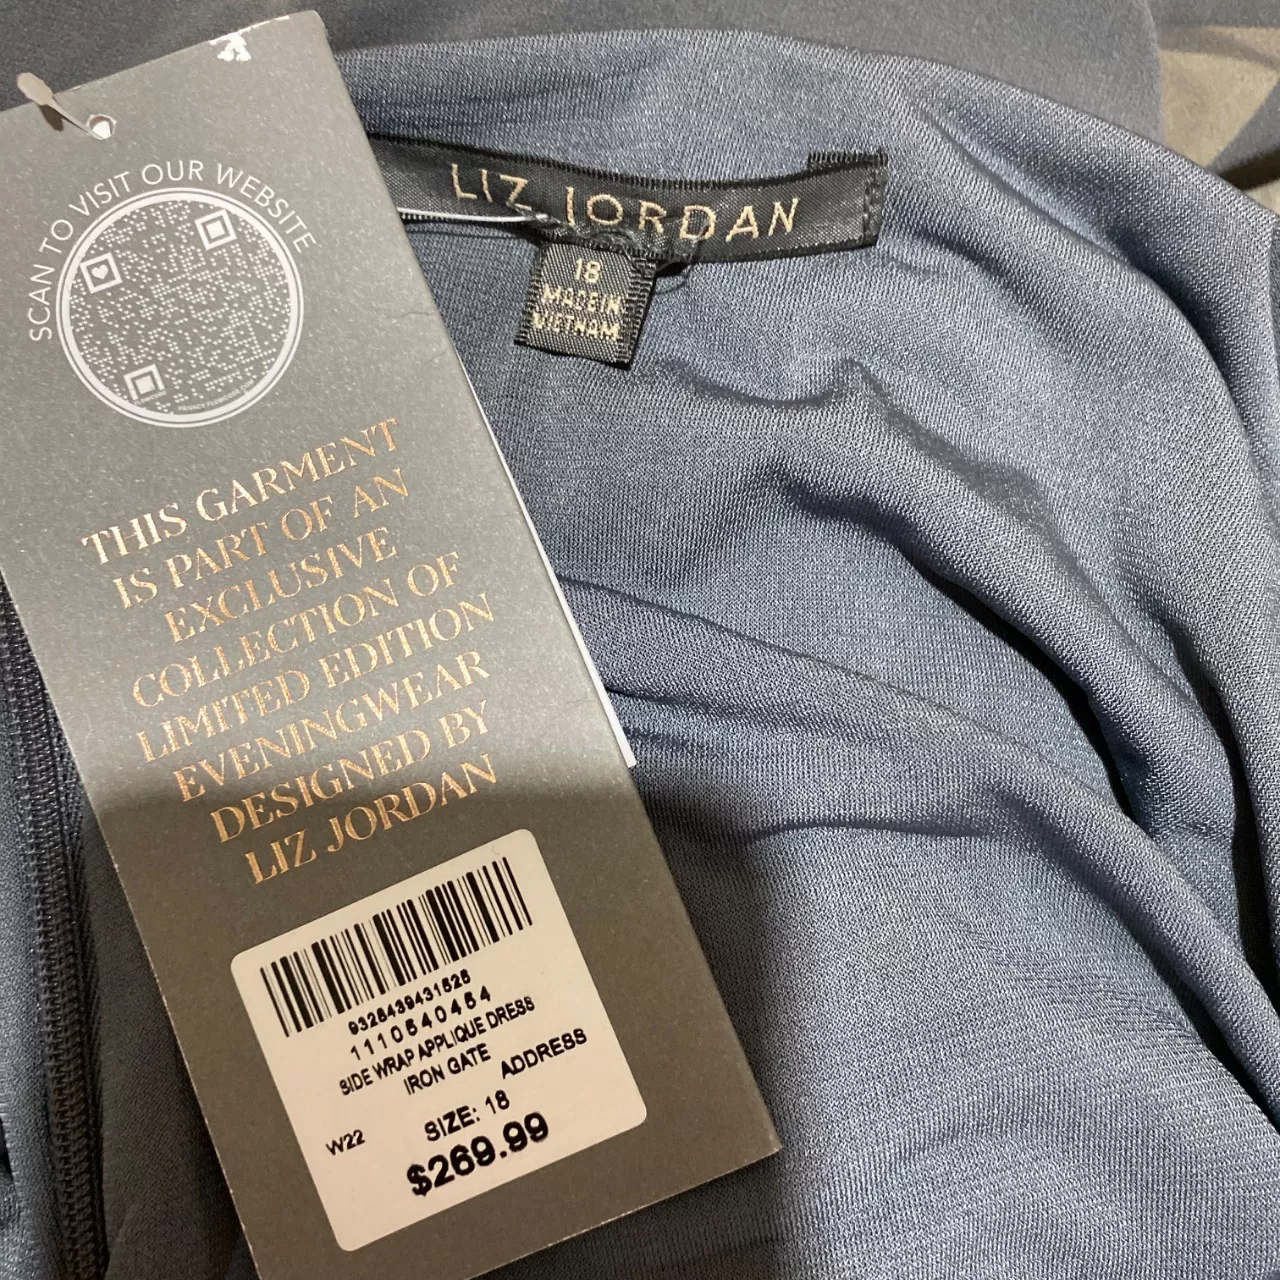 SCAN TO VISIT OUR WEBSITE
THIS GARMENT
IS PART OF AN
EXCLUSIVE
COLLECTION OF
LIMITED EDITION
EVENINGWEAR
DESIGNED BY
LIZ JORDAN
9328439431525
1110540454
SIDE WRAP APPLIQUE DRESS
IRON GATE
ADDRESS
W22
SIZE: 18
$269.99
LIZ JORDAN
18
MADE IN
VIETNAM